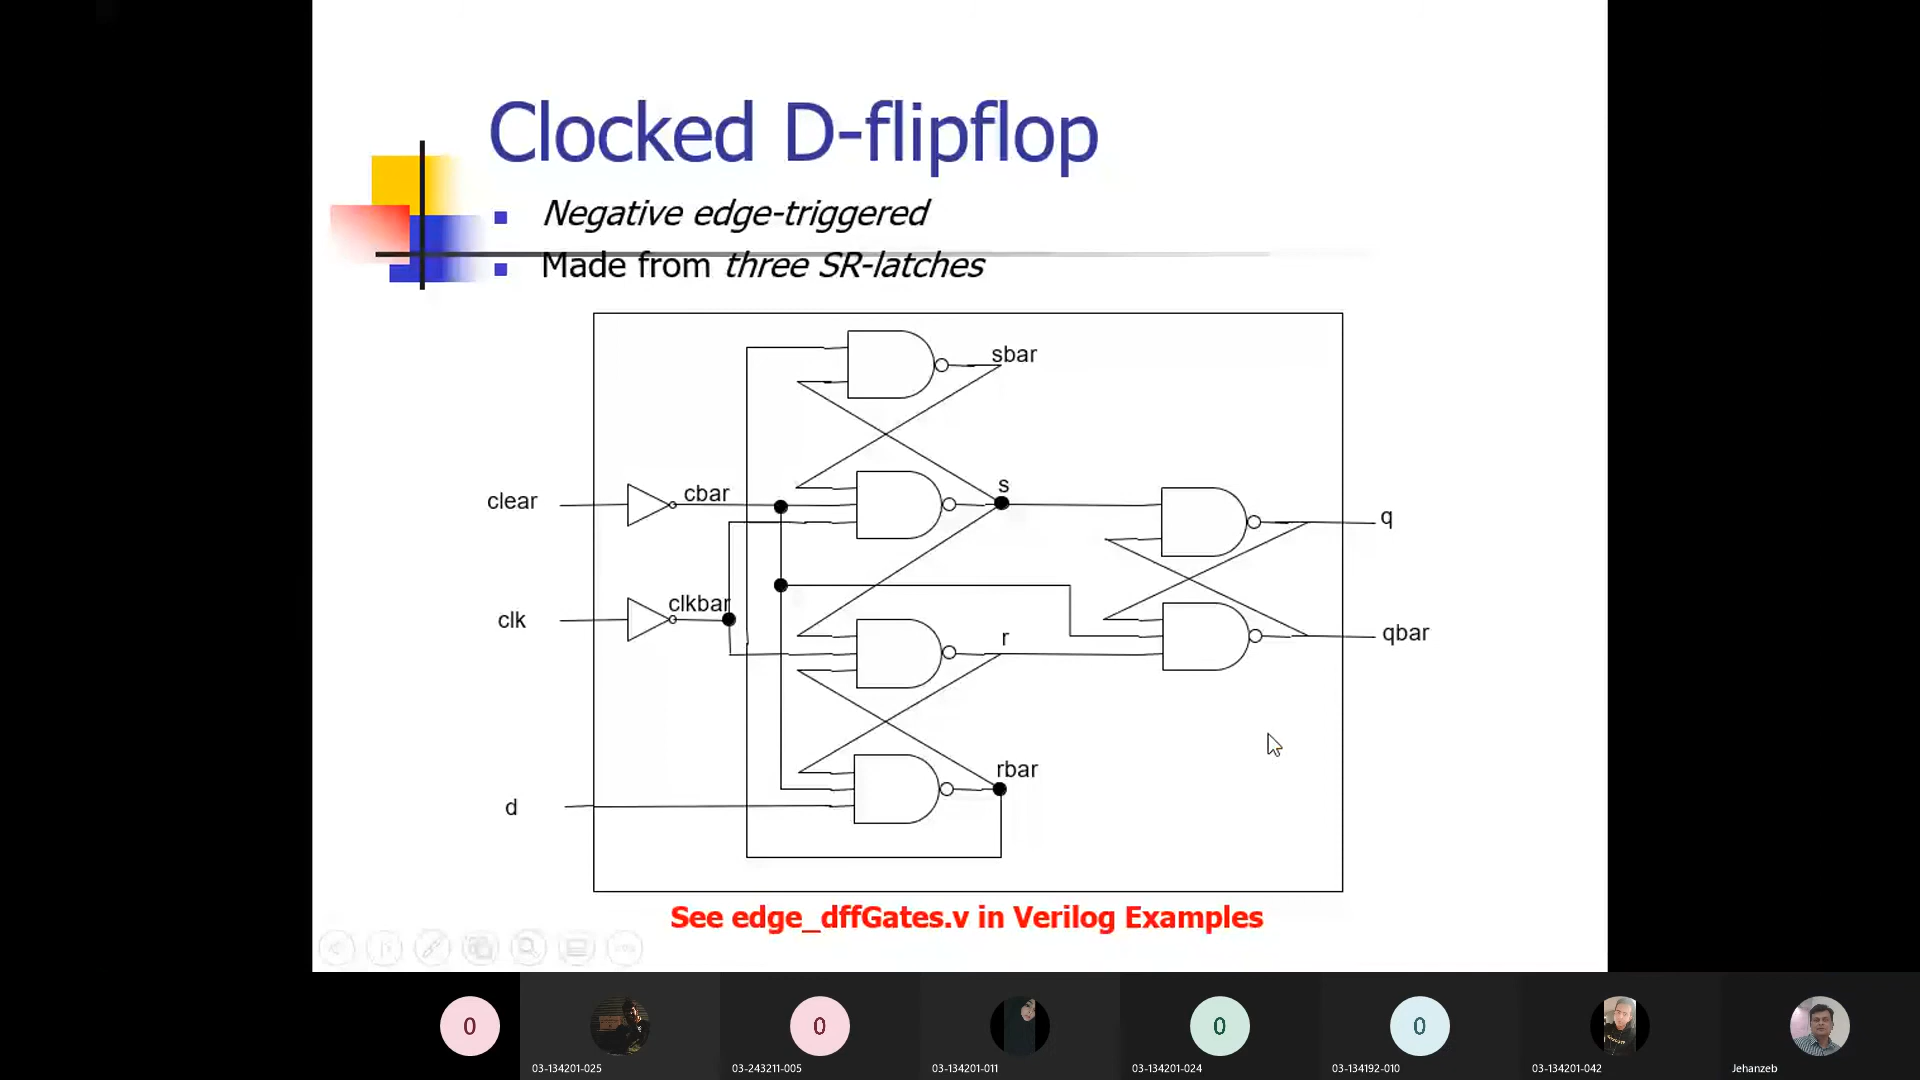 Clocked D-flipflop
Negative edge-triggered
Made from three SR-latches
sbar
clear
cbar
s
q
clk
clkbar
r
qbar
rbar
d
See edge_dffGates.v in Verilog Examples
0
0
0
0
03-134201-025
03-243211-005
03-134201-011
03-134201-024
03-134192-010
03-134201-042
Jehanzeb